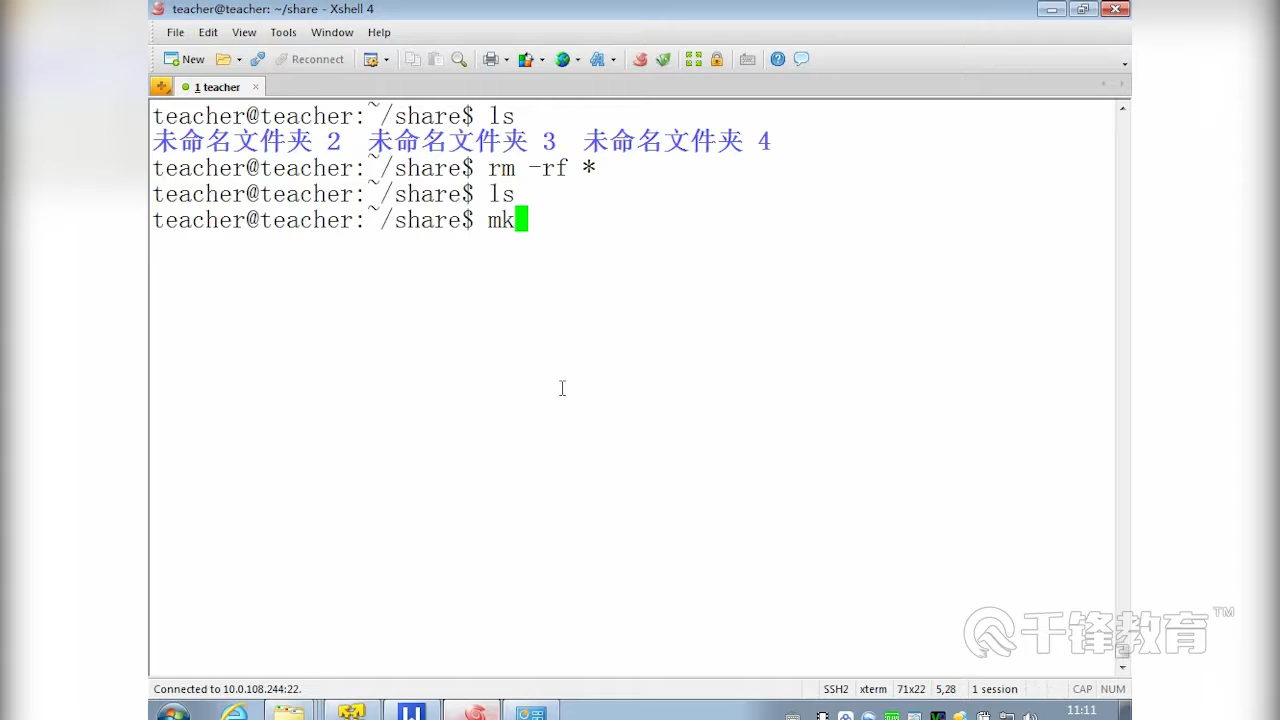 teacher@teacher: ~/share - Xshell 4
File Edit View Tools Window Help
New Reconnect
1 teacher
teacher@teacher:~/share$ ls
未命名文件夹 2 未命名文件夹 3 未命名文件夹 4
teacher@teacher:~/share$ rm -rf *
teacher@teacher:~/share$ ls
teacher@teacher:~/share$ mk
千锋教育™
Connected to 10.0.108.244:22. SSH2 xterm 71x22 5,28 1 session CAP NUM
11:11